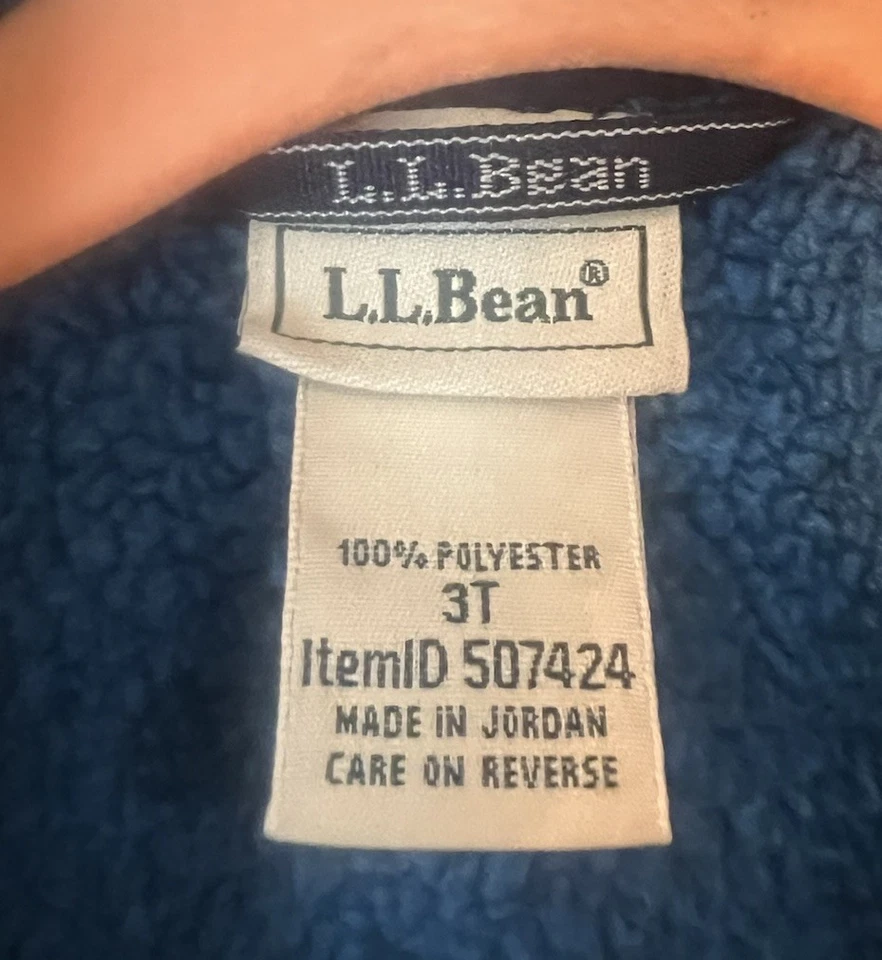 L.L.Bean
L.L.Bean®
100% POLYESTER
3T
ItemID 507424
MADE IN JORDAN
CARE ON REVERSE